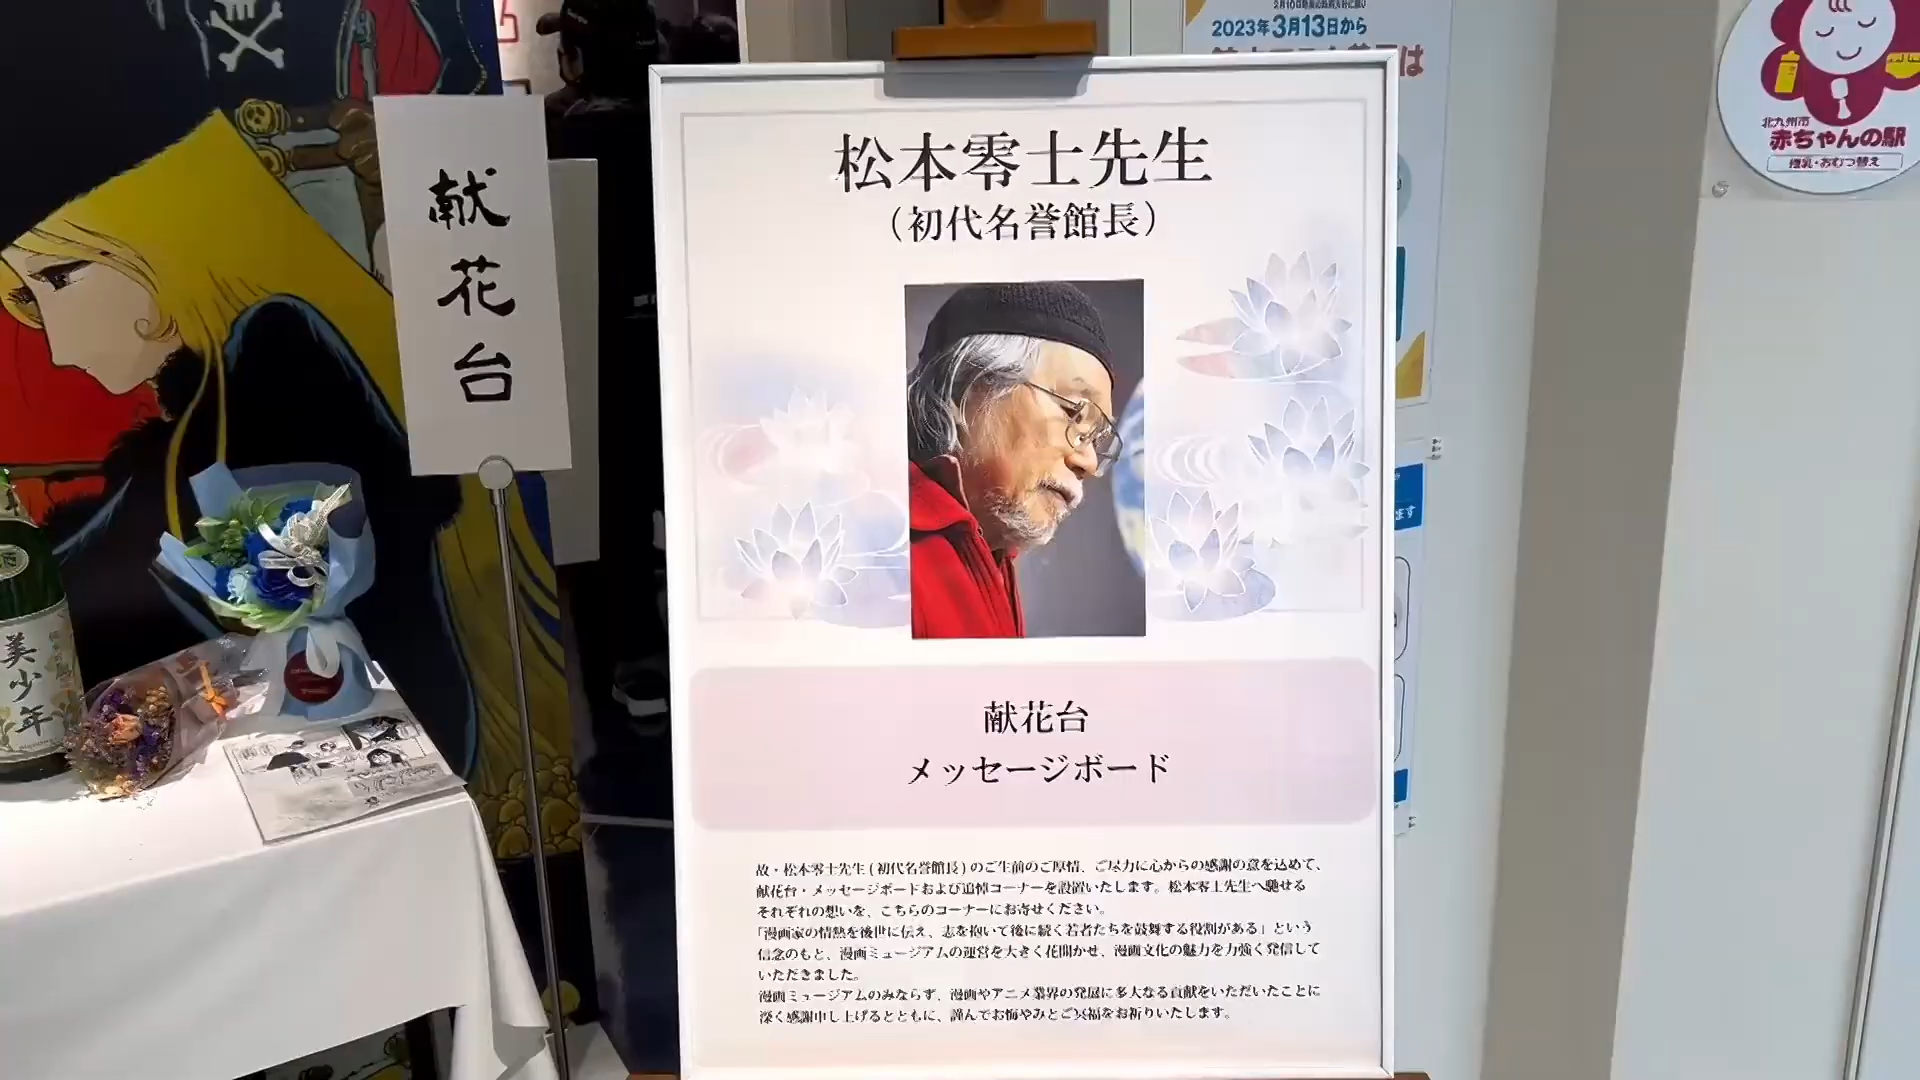 献花台
松本零士先生
（初代名誉館長）
献花台
メッセージボード
故・松本零士先生(初代名誉館長)のご生前のご厚情、ご尽力に心からの感謝の意を込めて、
献花台・メッセージボードおよび追悼コーナーを設置いたします。松本零士先生へ馳せる
それぞれの想いを、こちらのコーナーにお寄せください。
「漫画家の情熱を後世に伝え、志を抱いて後に続く若者たちを鼓舞する役割がある」という
信念のもと、漫画ミュージアムの運営を大きく花開かせ、漫画文化の魅力を力強く発信して
いただきました。
漫画ミュージアムのみならず、漫画やアニメ業界の発展に多大なる貢献をいただいたことに
深く感謝申し上げるとともに、謹んでお悔やみとご冥福をお祈りいたします。
美少年
2023年3月13日から
は
ます
北九州市
赤ちゃんの駅
授乳・おむつ替え